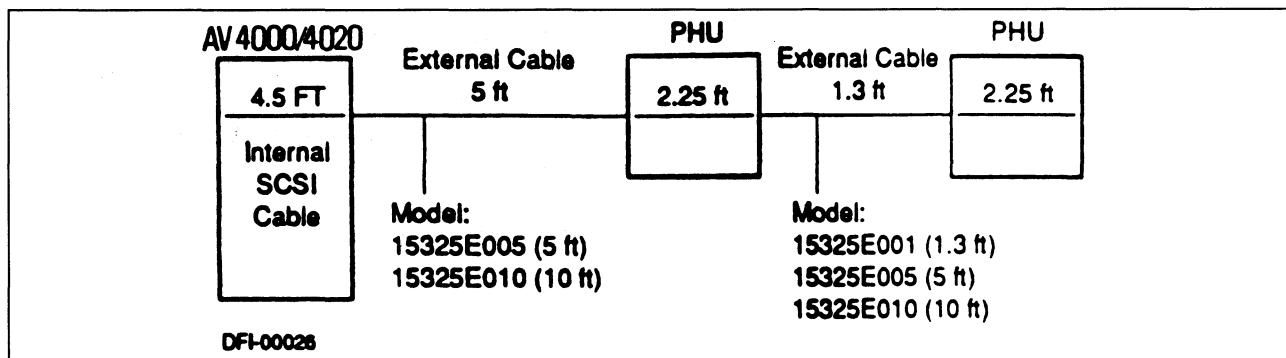 AV 4000/4020
4.5 FT
Internal
SCSI
Cable
External Cable
5 ft
PHU
2.25 ft
External Cable
1.3 ft
PHU
2.25 ft
Model:
15325E005 (5 ft)
15325E010 (10 ft)
Model:
15325E001 (1.3 ft)
15325E005 (5 ft)
15325E010 (10 ft)
DFI-00026